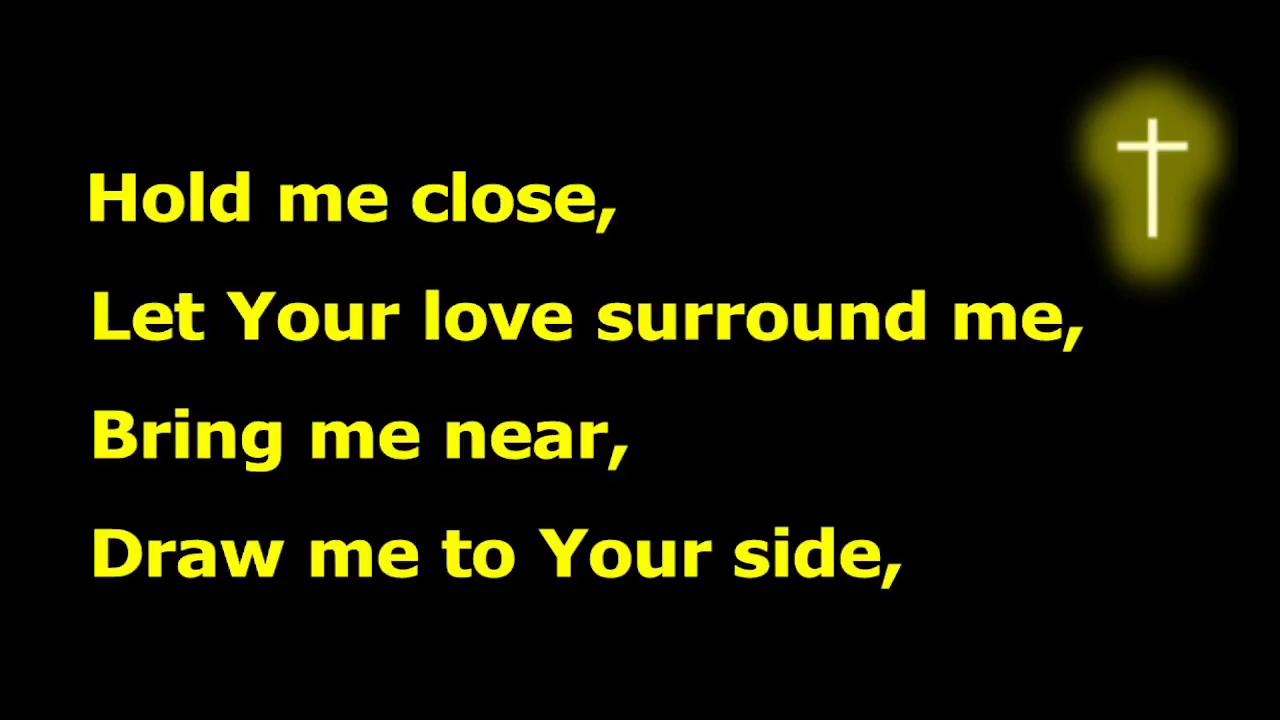 Hold me close,
Let Your love surround me,
Bring me near,
Draw me to Your side,